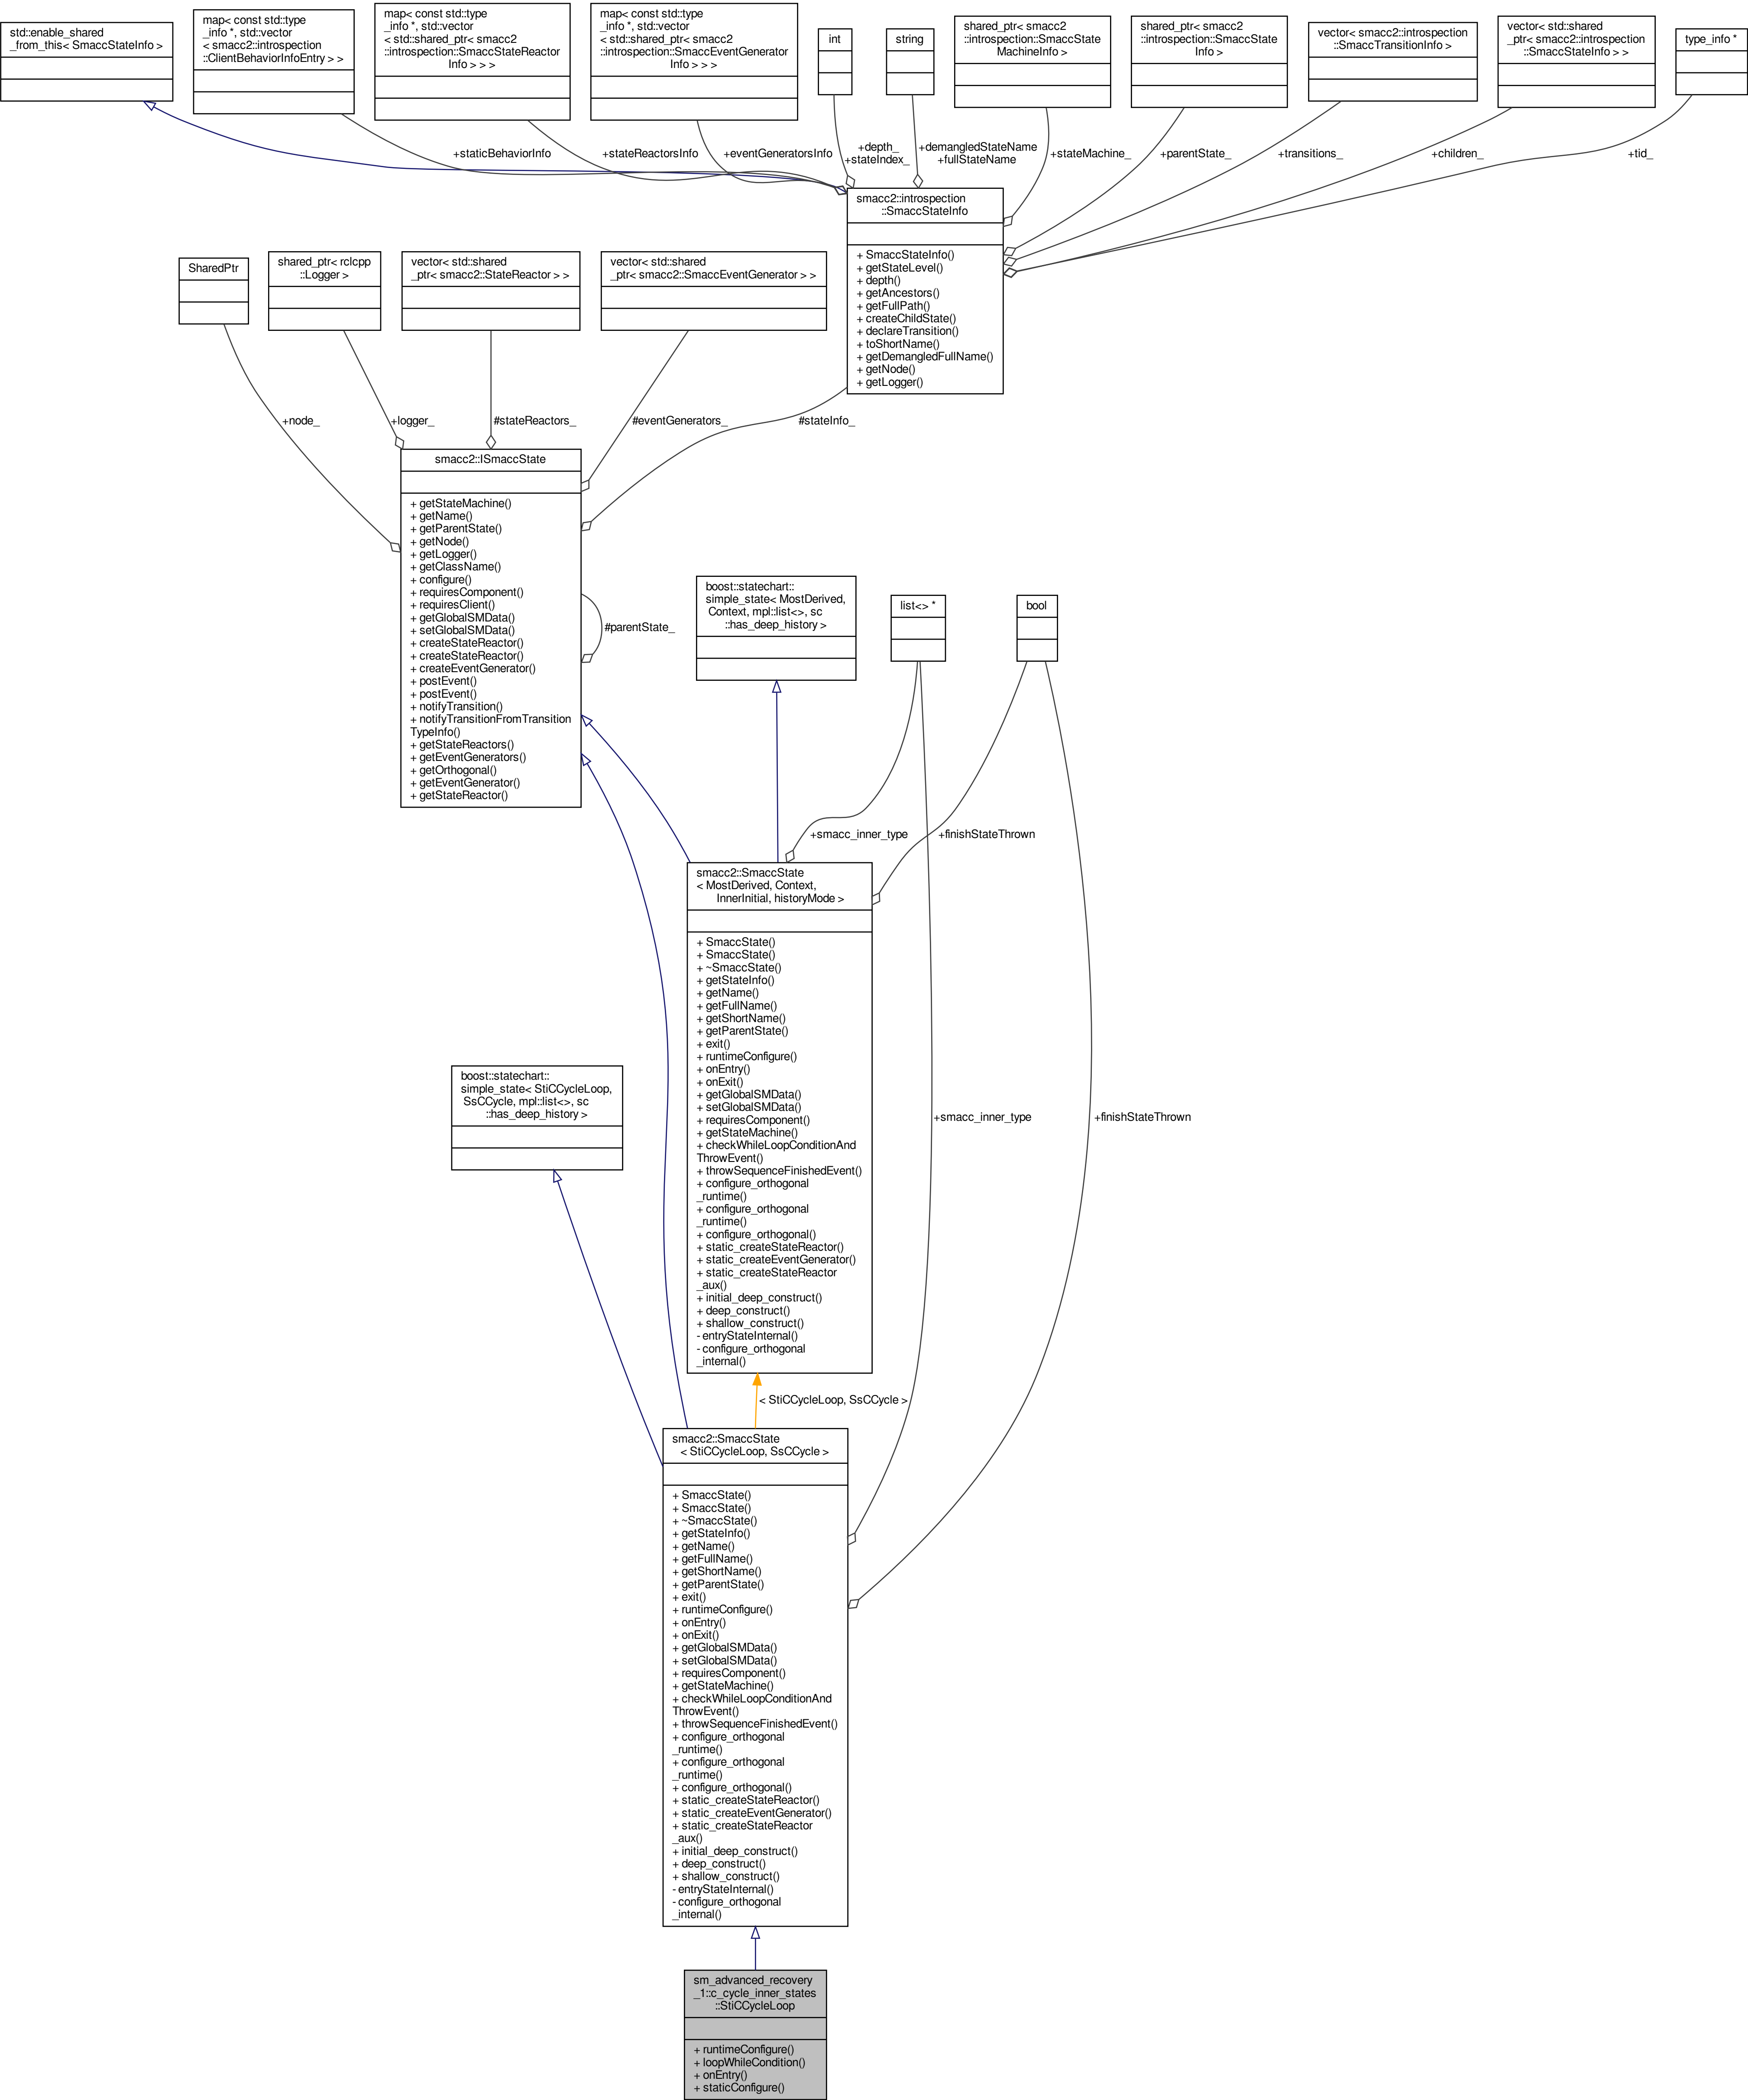 std::enable_shared
_from_this< SmaccStateInfo >
map< const std::type
_info *, std::vector
< smacc2::introspection
::ClientBehaviorInfoEntry > >
map< const std::type
_info *, std::vector
< std::shared_ptr< smacc2
::introspection::SmaccStateReactor
Info > > >
map< const std::type
_info *, std::vector
< std::shared_ptr< smacc2
::introspection::SmaccEventGenerator
Info > > >
int
string
shared_ptr< smacc2
::introspection::SmaccState
MachineInfo >
shared_ptr< smacc2
::introspection::SmaccState
Info >
vector< smacc2::introspection
::SmaccTransitionInfo >
vector< std::shared
_ptr< smacc2::introspection
::SmaccStateInfo > >
type_info *
+staticBehaviorInfo
+stateReactorsInfo
+eventGeneratorsInfo
+depth_
+stateIndex_
+demangledStateName
+fullStateName
+stateMachine_
+parentState_
+transitions_
+children_
+tid_
smacc2::introspection
::SmaccStateInfo
+ SmaccStateInfo()
+ getStateLevel()
+ depth()
+ getAncestors()
+ getFullPath()
+ createChildState()
+ declareTransition()
+ toShortName()
+ getDemangledFullName()
+ getNode()
+ getLogger()
SharedPtr
shared_ptr< rclcpp
::Logger >
vector< std::shared
_ptr< smacc2::StateReactor > >
vector< std::shared
_ptr< smacc2::SmaccEventGenerator > >
+node_
+logger_
#stateReactors_
#eventGenerators_
#stateInfo_
smacc2::ISmaccState
+ getStateMachine()
+ getName()
+ getParentState()
+ getNode()
+ getLogger()
+ getClassName()
+ configure()
+ requiresComponent()
+ requiresClient()
+ getGlobalSMData()
+ setGlobalSMData()
+ createStateReactor()
+ createStateReactor()
+ createEventGenerator()
+ postEvent()
+ postEvent()
+ notifyTransition()
+ notifyTransitionFromTransition
TypeInfo()
+ getStateReactors()
+ getEventGenerators()
+ getOrthogonal()
+ getEventGenerator()
+ getStateReactor()
#parentState_
boost::statechart::
simple_state< MostDerived,
Context, mpl::list<>, sc
::has_deep_history >
list<> *
bool
+smacc_inner_type
+finishStateThrown
smacc2::SmaccState
< MostDerived, Context,
InnerInitial, historyMode >
+ SmaccState()
+ SmaccState()
+ ~SmaccState()
+ getStateInfo()
+ getName()
+ getFullName()
+ getShortName()
+ getParentState()
+ exit()
+ runtimeConfigure()
+ onEntry()
+ onExit()
+ getGlobalSMData()
+ setGlobalSMData()
+ requiresComponent()
+ getStateMachine()
+ checkWhileLoopConditionAnd
ThrowEvent()
+ throwSequenceFinishedEvent()
+ configure_orthogonal
_runtime()
+ configure_orthogonal
_runtime()
+ configure_orthogonal()
+ static_createStateReactor()
+ static_createEventGenerator()
+ static_createStateReactor
_aux()
+ initial_deep_construct()
+ deep_construct()
+ shallow_construct()
- entryStateInternal()
- configure_orthogonal
_internal()
boost::statechart::
simple_state< StiCCycleLoop,
SsCCycle, mpl::list<>, sc
::has_deep_history >
+smacc_inner_type
+finishStateThrown
< StiCCycleLoop, SsCCycle >
smacc2::SmaccState
< StiCCycleLoop, SsCCycle >
+ SmaccState()
+ SmaccState()
+ ~SmaccState()
+ getStateInfo()
+ getName()
+ getFullName()
+ getShortName()
+ getParentState()
+ exit()
+ runtimeConfigure()
+ onEntry()
+ onExit()
+ getGlobalSMData()
+ setGlobalSMData()
+ requiresComponent()
+ getStateMachine()
+ checkWhileLoopConditionAnd
ThrowEvent()
+ throwSequenceFinishedEvent()
+ configure_orthogonal
_runtime()
+ configure_orthogonal
_runtime()
+ configure_orthogonal()
+ static_createStateReactor()
+ static_createEventGenerator()
+ static_createStateReactor
_aux()
+ initial_deep_construct()
+ deep_construct()
+ shallow_construct()
- entryStateInternal()
- configure_orthogonal
_internal()
sm_advanced_recovery
_1::c_cycle_inner_states
::StiCCycleLoop
+ runtimeConfigure()
+ loopWhileCondition()
+ onEntry()
+ staticConfigure()